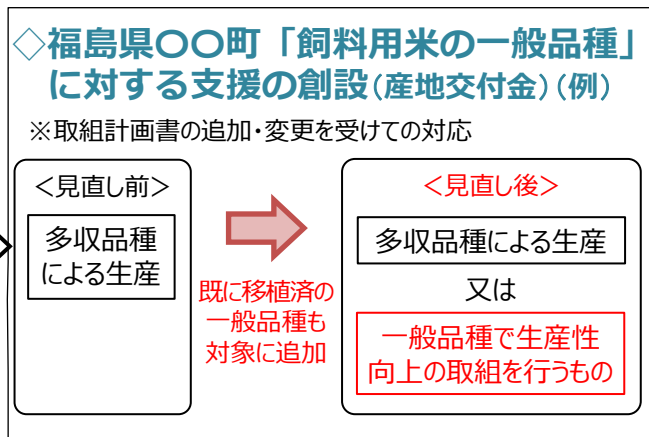 ◇福島県〇〇町「飼料用米の一般品種」
に対する支援の創設(産地交付金)(例)
※取組計画書の追加・変更を受けての対応
＜見直し前＞
多収品種
による生産
既に移植済の
一般品種も
対象に追加
＜見直し後＞
多収品種による生産
又は
一般品種で生産性
向上の取組を行うもの